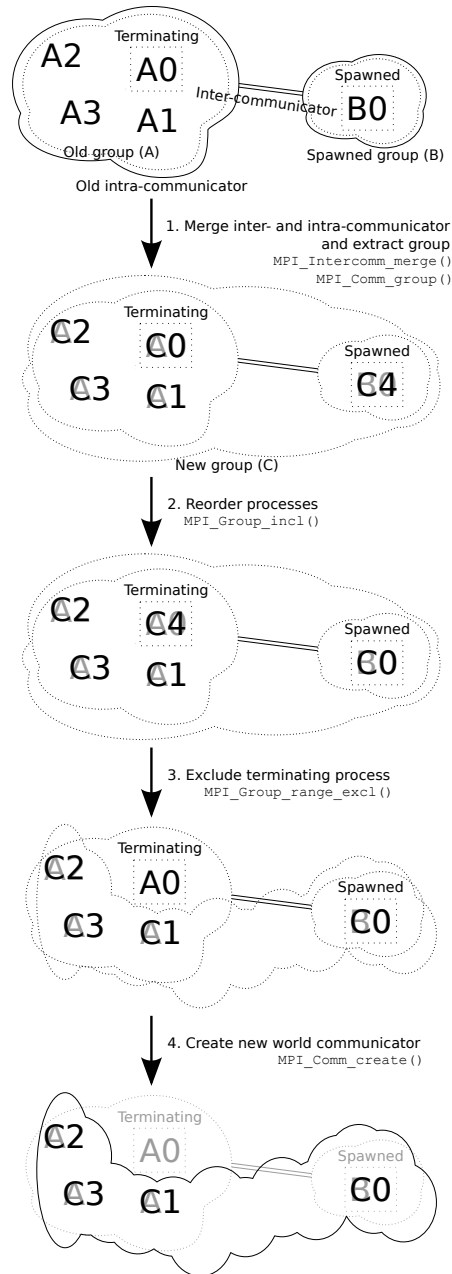 Terminating
A2
A0
Spawned
Inter-communicator
B0
A3
A1
Old group (A)
Spawned group (B)
Old intra-communicator
1. Merge inter- and intra-communicator
and extract group
MPI_Intercomm_merge()
MPI_Comm_group()
Terminating
C2
C0
Spawned
C3
C1
C4
New group (C)
2. Reorder processes
MPI_Group_incl()
Terminating
C2
C4
Spawned
C3
C1
C0
3. Exclude terminating process
MPI_Group_range_excl()
Terminating
C2
A0
Spawned
C3
C1
C0
4. Create new world communicator
MPI_Comm_create()
Terminating
C2
A0
Spawned
C3
C1
C0